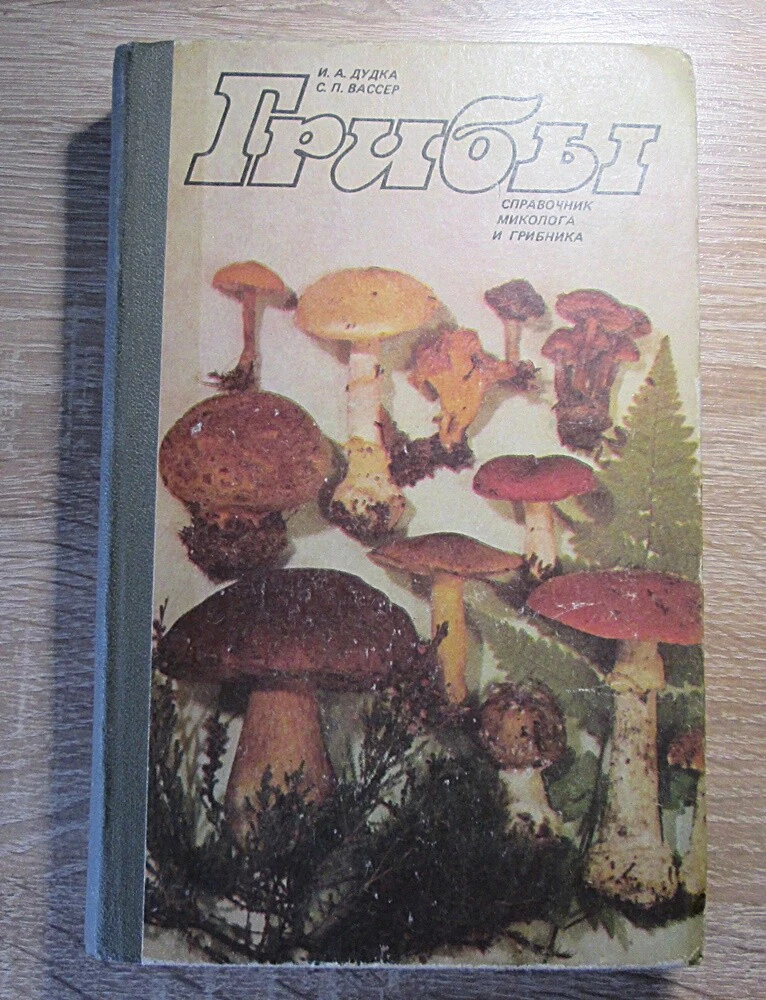 И. А. ДУДКА
С. П. ВАССЕР
Грибы
СПРАВОЧНИК
МИКОЛОГА
И ГРИБНИКА